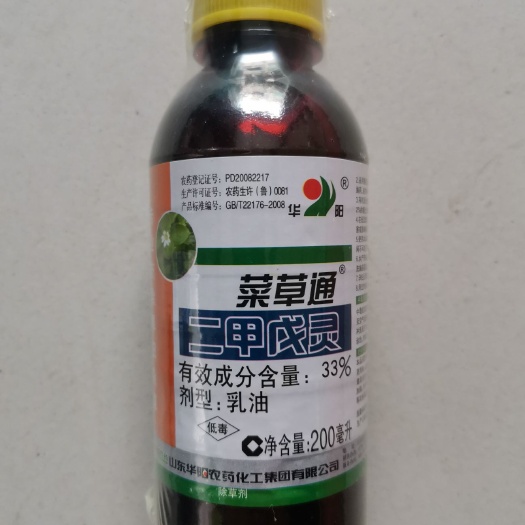 农药登记证号: PD20082217
生产许可证号: 农药生许(鲁)0081
产品标准编号: GB/T22176-2008
华阳®
菜草通®
二甲戊灵
有效成分含量: 33%
剂型: 乳油
低毒
净含量:200毫升
山东华阳农药化工集团有限公司
除草剂